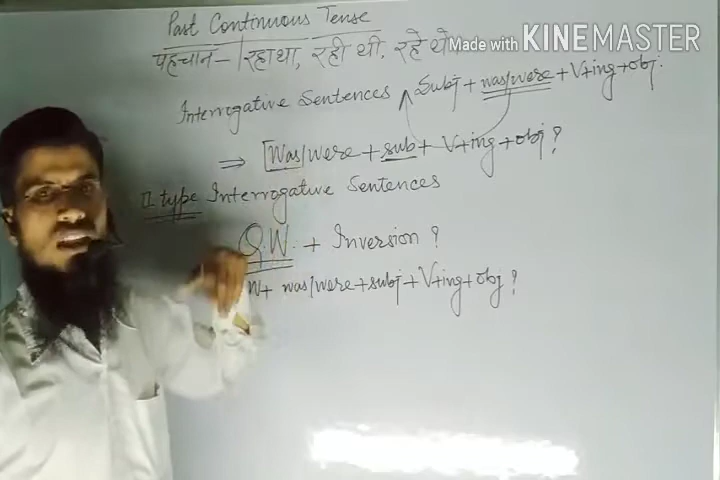 Past Continuous Tense
पहचान - रहा था, रही थी, रहे थे
Made with KINEMASTER
Interrogative Sentences Subj + was/were + V+ing + obj.
⇒ [Was/were + sub + V+ing + obj ?
II type Interrogative Sentences
Q.W. + Inversion ?
W + was/were + subj + V+ing + obj ?